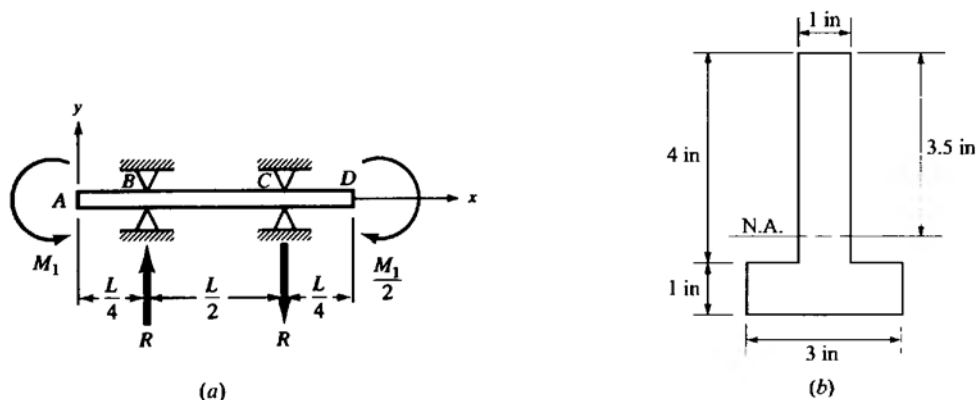 y
A
B
C
D
x
M₁
M₁/2
L/4
L/2
L/4
R
R
(a)
1 in
4 in
3.5 in
N.A.
1 in
3 in
(b)